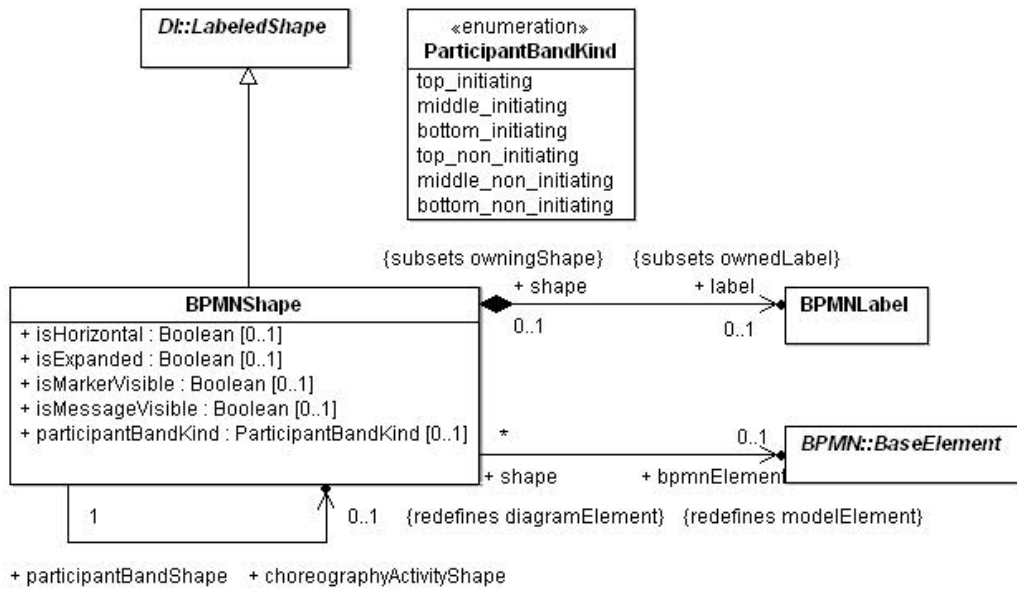 DI::LabeledShape
«enumeration»
ParticipantBandKind
top_initiating
middle_initiating
bottom_initiating
top_non_initiating
middle_non_initiating
bottom_non_initiating
{subsets owningShape} {subsets ownedLabel}
+ shape + label
0..1 0..1
BPMNLabel
BPMNShape
+ isHorizontal : Boolean [0..1]
+ isExpanded : Boolean [0..1]
+ isMarkerVisible : Boolean [0..1]
+ isMessageVisible : Boolean [0..1]
+ participantBandKind : ParticipantBandKind [0..1]
* 0..1
BPMN::BaseElement
+ shape + bpmnElement
1 0..1 {redefines diagramElement} {redefines modelElement}
+ participantBandShape + choreographyActivityShape